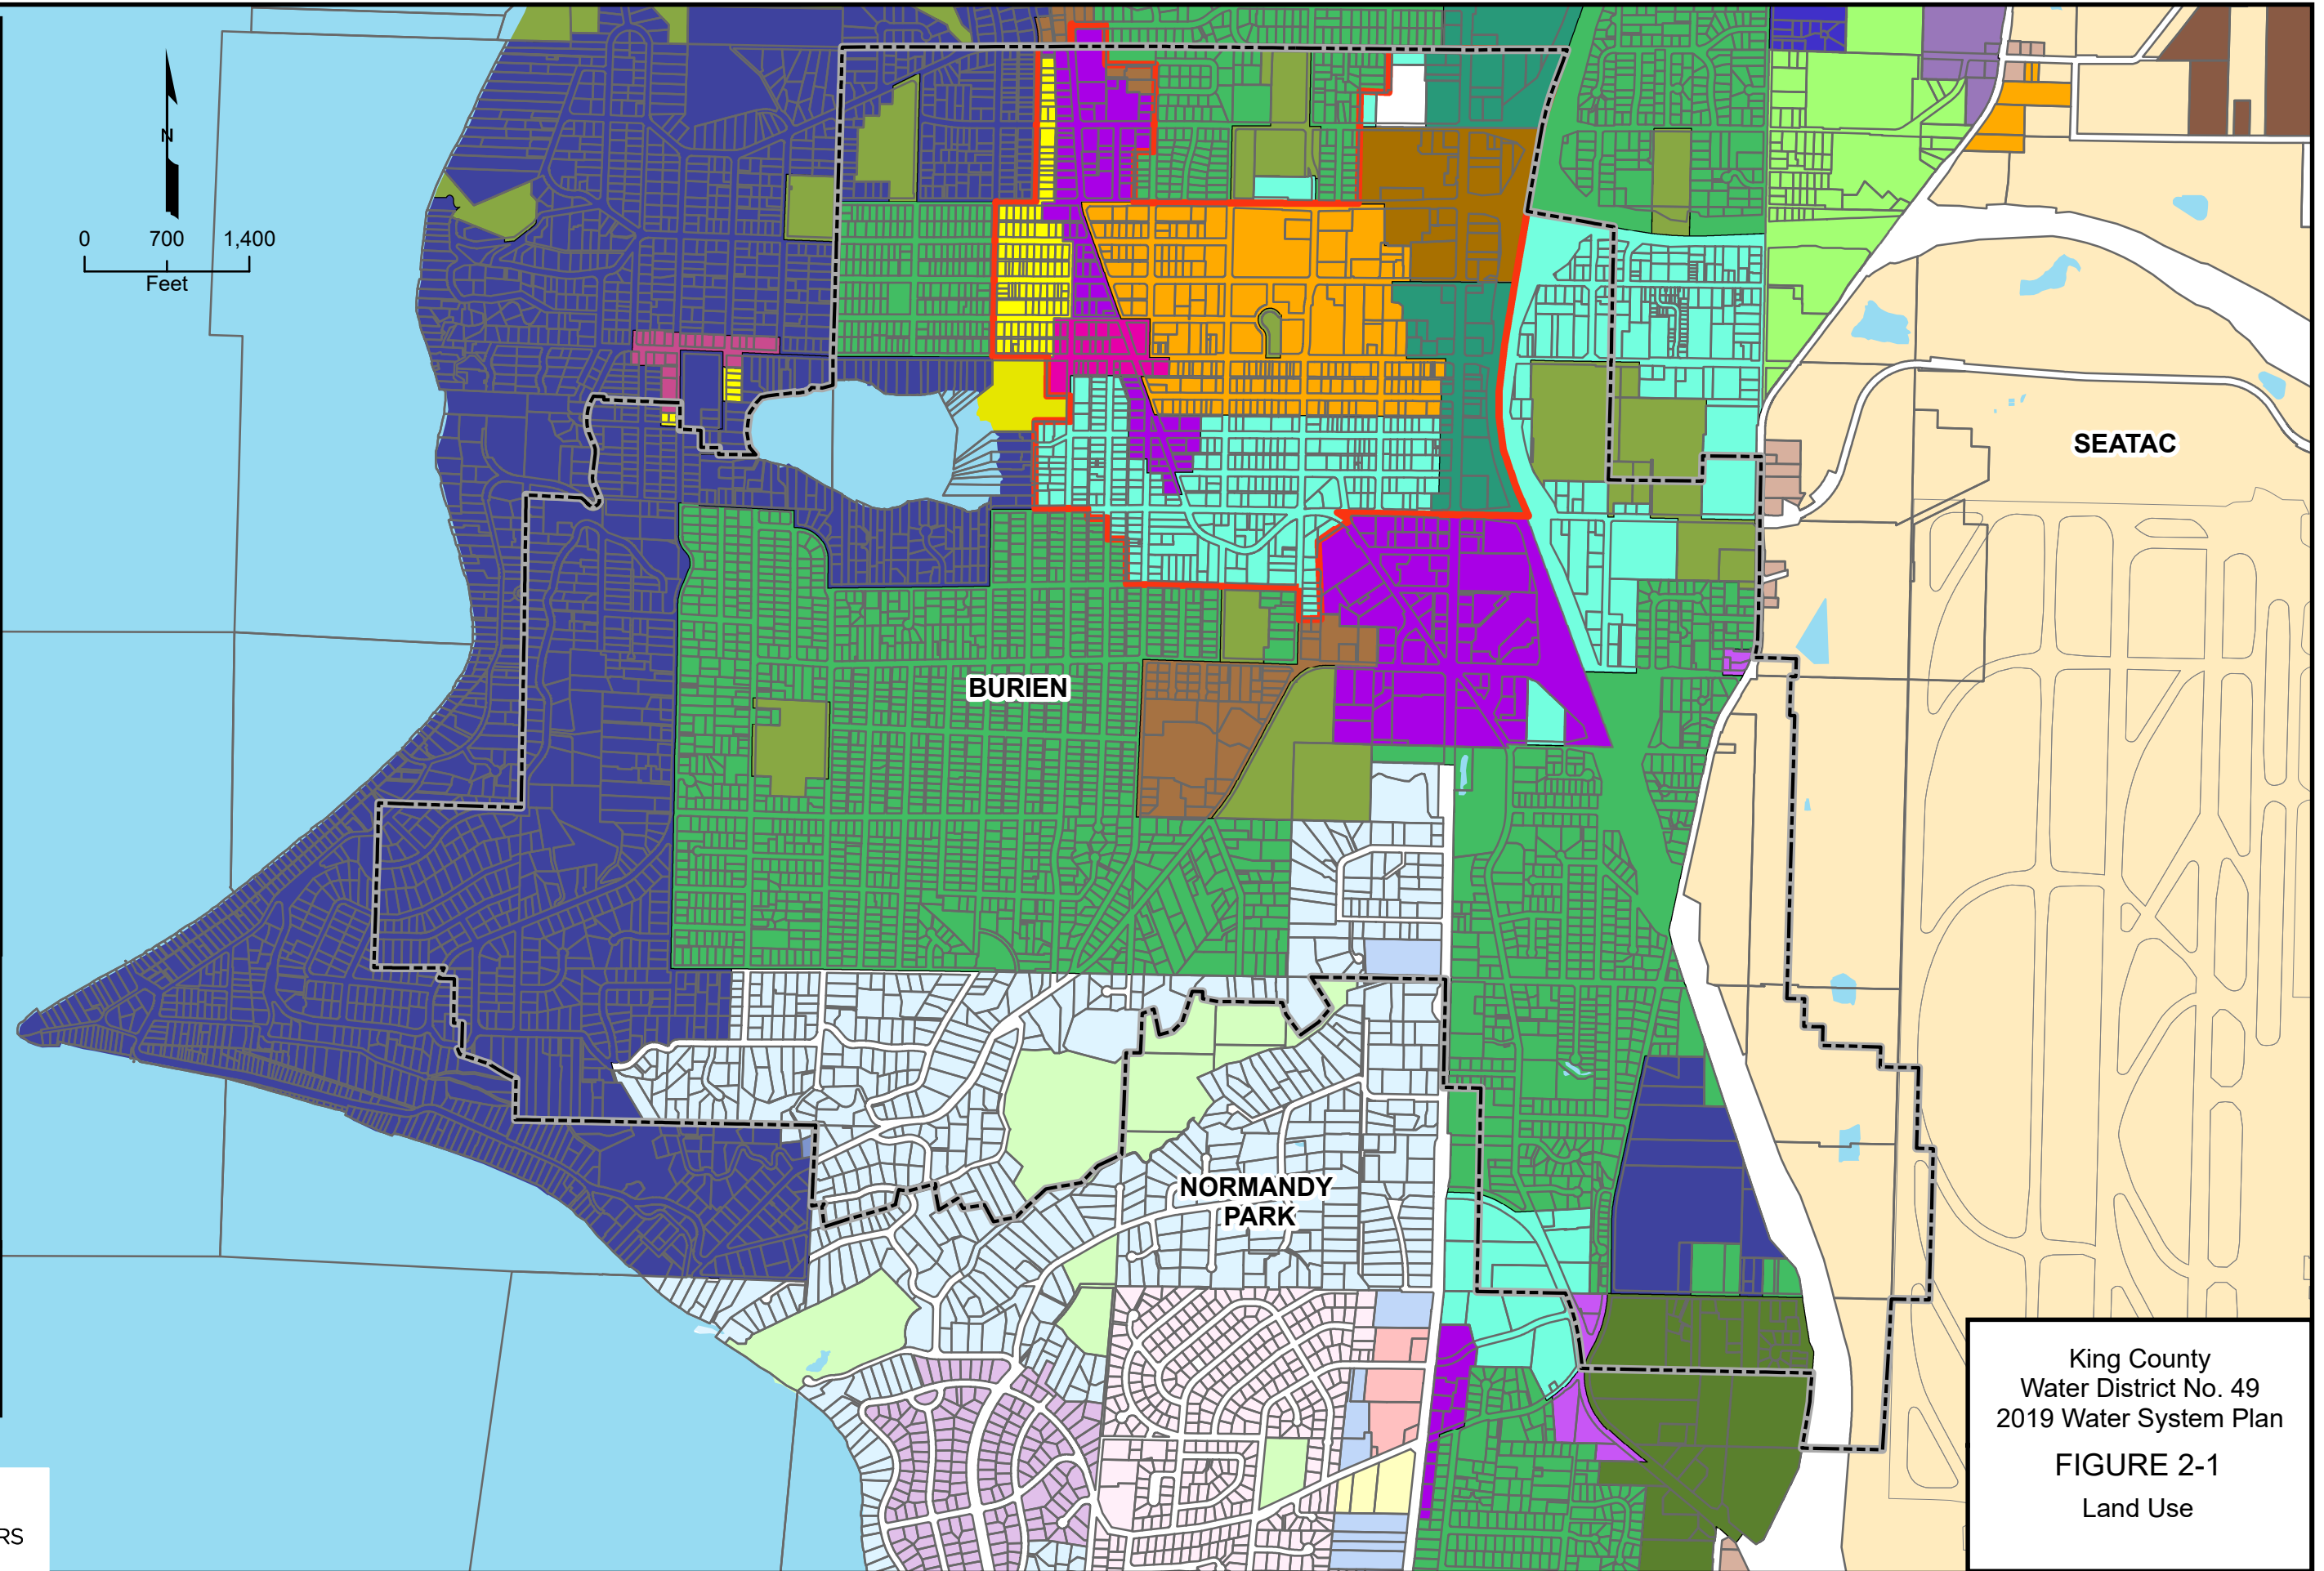 N
0 700 1,400
Feet
SEATAC
BURIEN
NORMANDY
PARK
King County
Water District No. 49
2019 Water System Plan
FIGURE 2-1
Land Use
RS